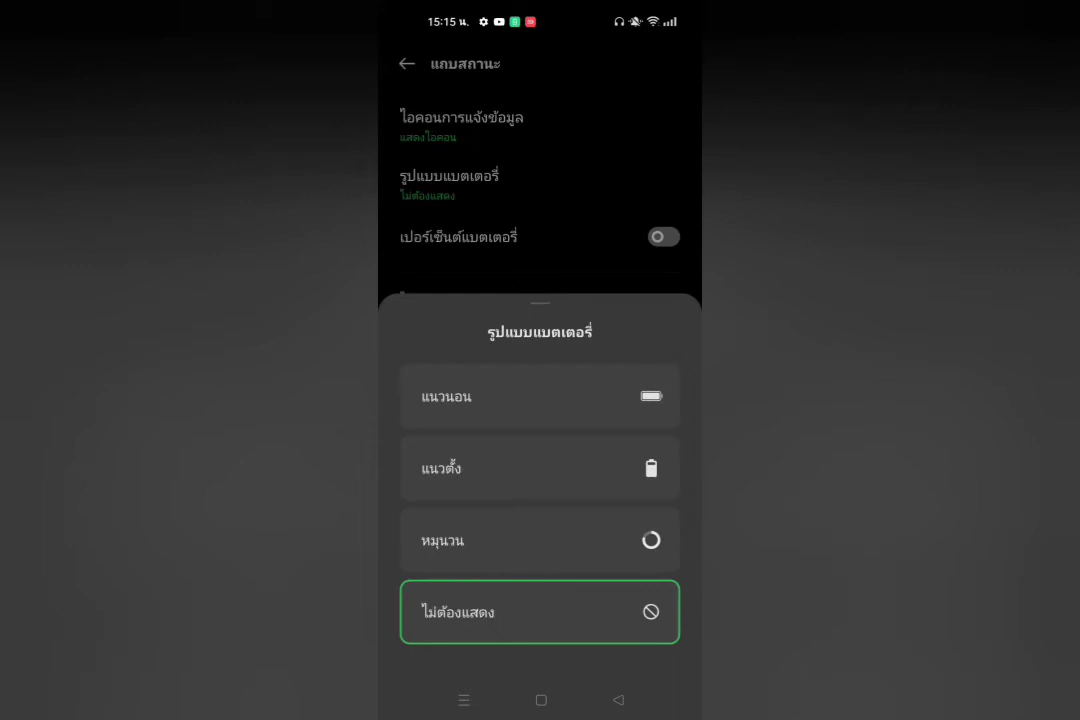 15:15 น.
แถบสถานะ
ไอคอนการแจ้งข้อมูล
แสดงไอคอน
รูปแบบแบตเตอรี่
ไม่ต้องแสดง
เปอร์เซ็นต์แบตเตอรี่
รูปแบบแบตเตอรี่
แนวนอน
แนวตั้ง
หมุนวน
ไม่ต้องแสดง